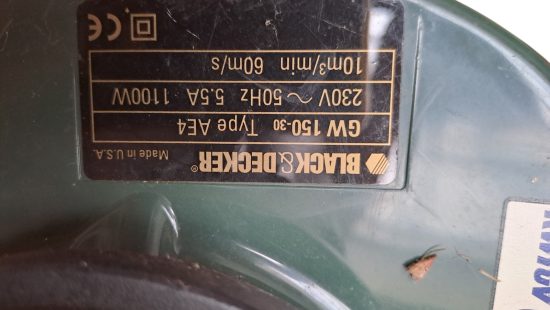 BLACK&DECKER®
Made in U.S.A.
GW 150-30 Type AE4
230V ~ 50Hz 5.5A 1100W
10m³/min 60m/s
CE